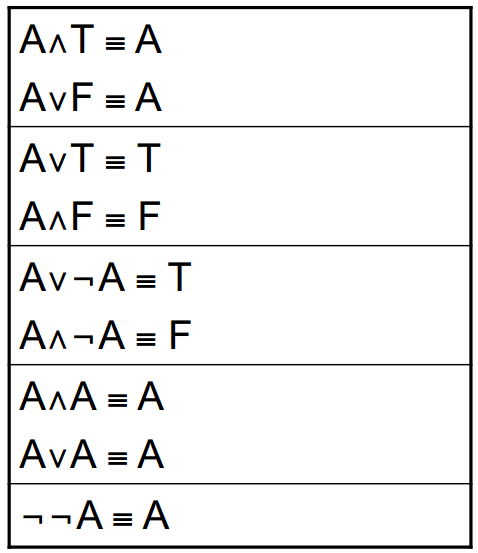 A∧T ≡ A
A∨F ≡ A
A∨T ≡ T
A∧F ≡ F
A∨¬A ≡ T
A∧¬A ≡ F
A∧A ≡ A
A∨A ≡ A
¬¬A ≡ A